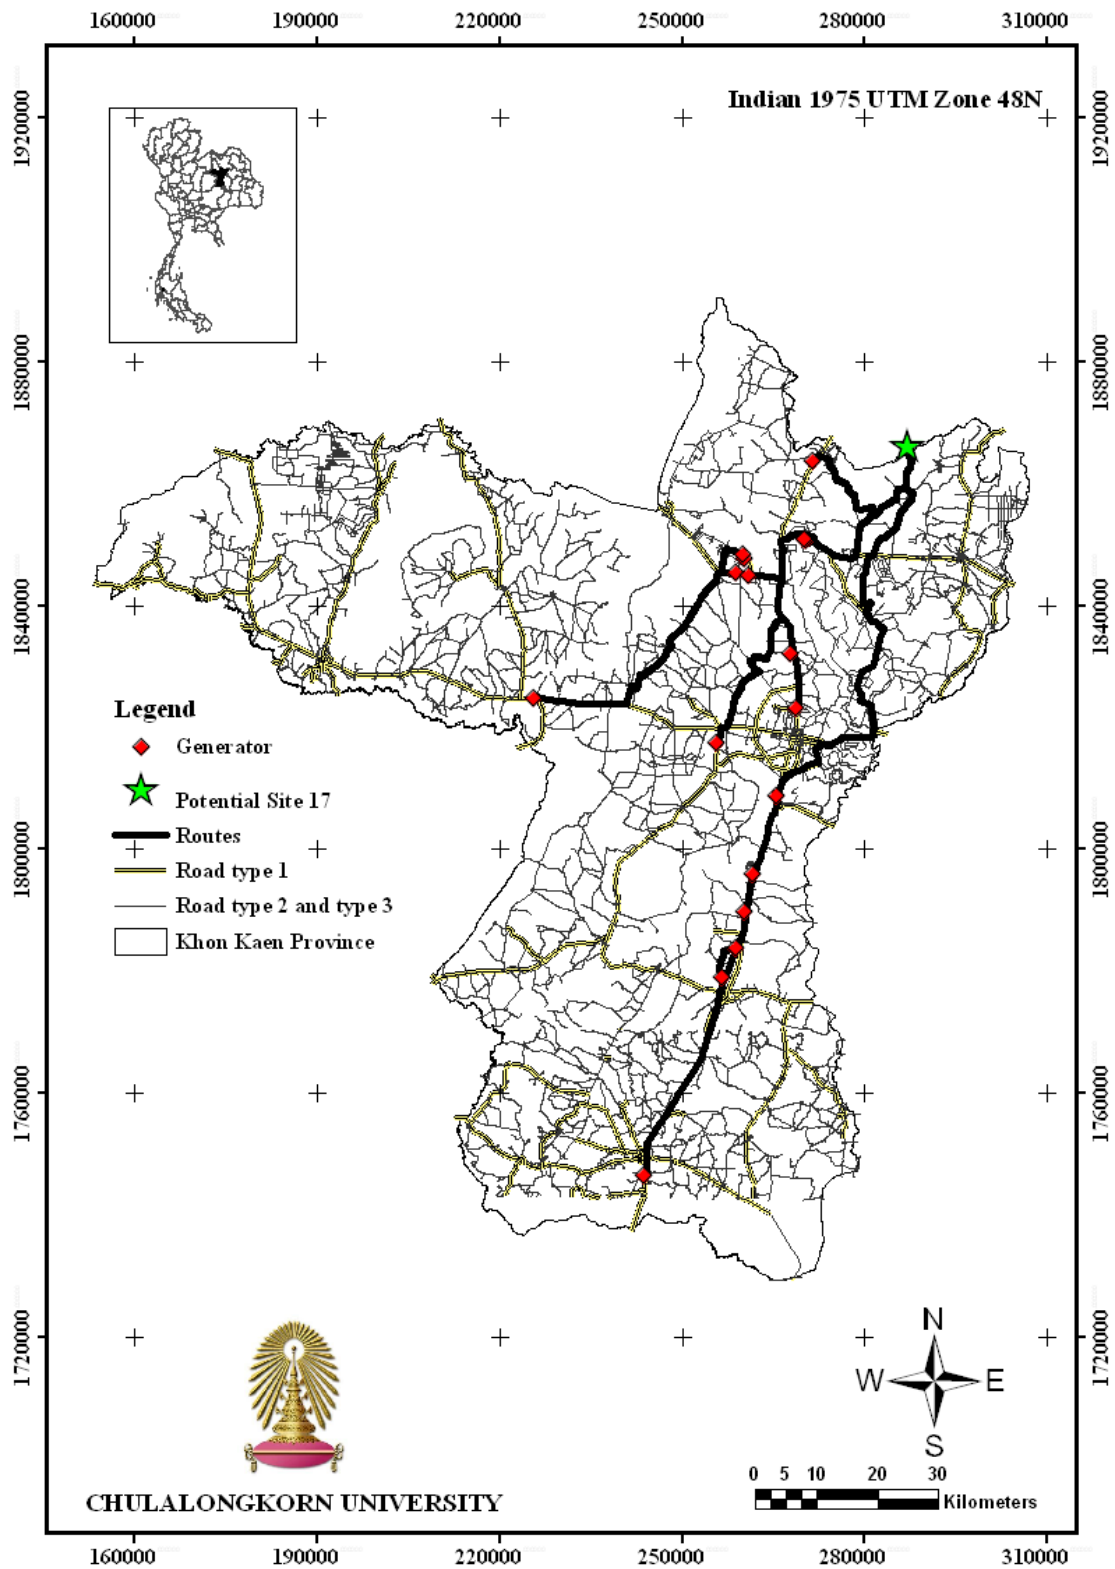 160000 190000 220000 250000 280000 310000
Indian 1975 UTM Zone 48N
1920000 1920000
1880000 1880000
1840000 1840000
Legend
Generator
Potential Site 17
Routes
1800000 1800000
Road type 1
Road type 2 and type 3
Khon Kaen Province
1760000 1760000
1720000 1720000
N
W E
S
0 5 10 20 30
Kilometers
CHULALONGKORN UNIVERSITY
160000 190000 220000 250000 280000 310000